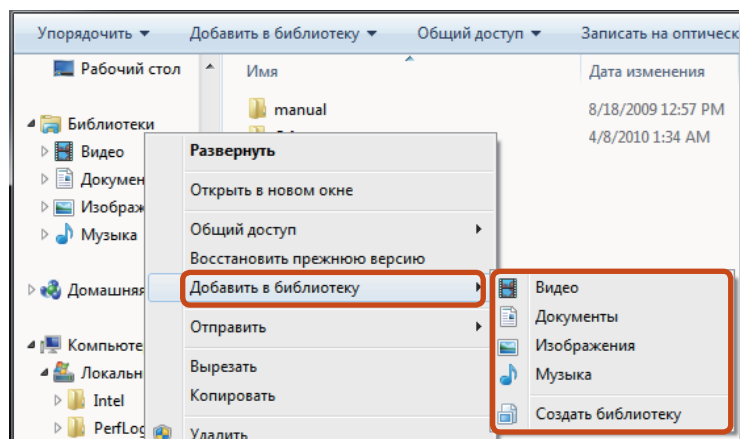 Упорядочить
Добавить в библиотеку
Общий доступ
Записать на оптическ
Рабочий стол
Имя
Дата изменения
manual
8/18/2009 12:57 PM
4/8/2010 1:34 AM
Библиотеки
Видео
Докумен
Изображ
Музыка
Домашняя
Компьюте
Локальн
Intel
PerfLog
Развернуть
Открыть в новом окне
Общий доступ
Восстановить прежнюю версию
Добавить в библиотеку
Отправить
Вырезать
Копировать
Удалить
Видео
Документы
Изображения
Музыка
Создать библиотеку